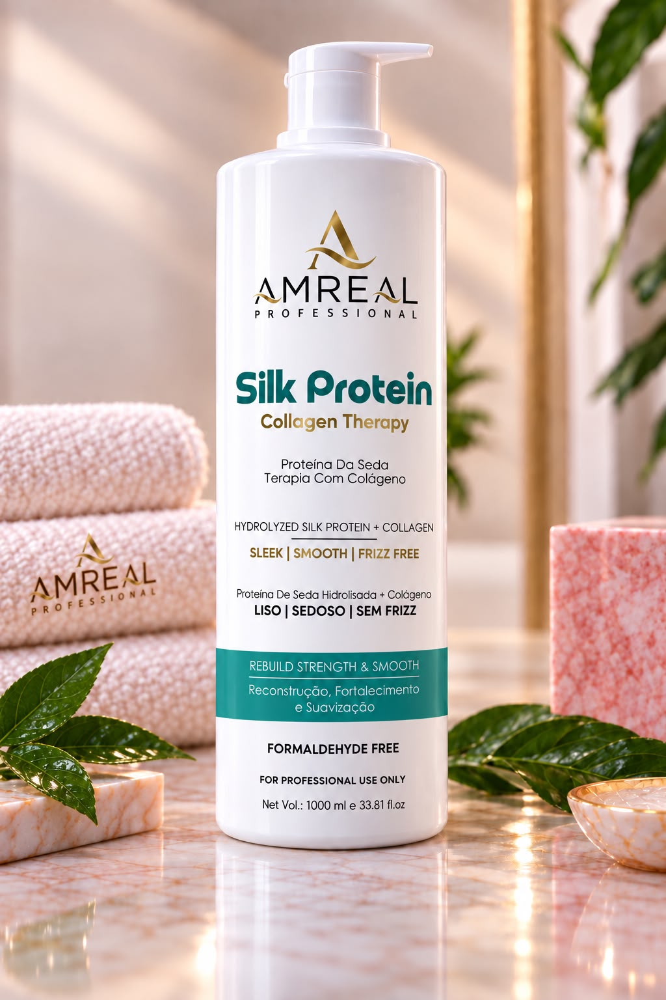 AMREAL
PROFESSIONAL
Silk Protein
Collagen Therapy
Proteína Da Seda
Terapia Com Colágeno
HYDROLYZED SILK PROTEIN + COLLAGEN
SLEEK | SMOOTH | FRIZZ FREE
Proteína De Seda Hidrolisada + Colágeno
LISO | SEDOSO | SEM FRIZZ
REBUILD STRENGTH & SMOOTH
Reconstrução, Fortalecimento
e Suavização
FORMALDEHYDE FREE
FOR PROFESSIONAL USE ONLY
Net Vol.: 1000 ml e 33.81 fl.oz
AMREAL
PROFESSIONAL